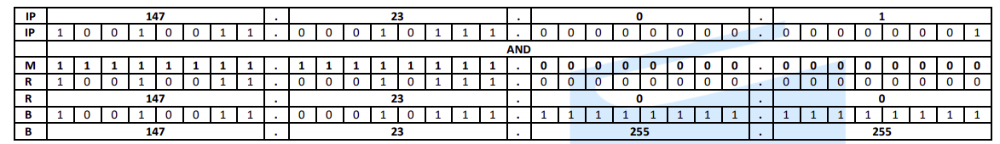 IP 147 . 23 . 0 . 1
IP 1 0 0 1 0 0 1 1 . 0 0 0 1 0 1 1 1 . 0 0 0 0 0 0 0 0 . 0 0 0 0 0 0 0 1
AND
M 1 1 1 1 1 1 1 1 . 1 1 1 1 1 1 1 1 . 0 0 0 0 0 0 0 0 . 0 0 0 0 0 0 0 0
R 1 0 0 1 0 0 1 1 . 0 0 0 1 0 1 1 1 . 0 0 0 0 0 0 0 0 . 0 0 0 0 0 0 0 0
R 147 . 23 . 0 . 0
B 1 0 0 1 0 0 1 1 . 0 0 0 1 0 1 1 1 . 1 1 1 1 1 1 1 1 . 1 1 1 1 1 1 1 1
B 147 . 23 . 255 . 255